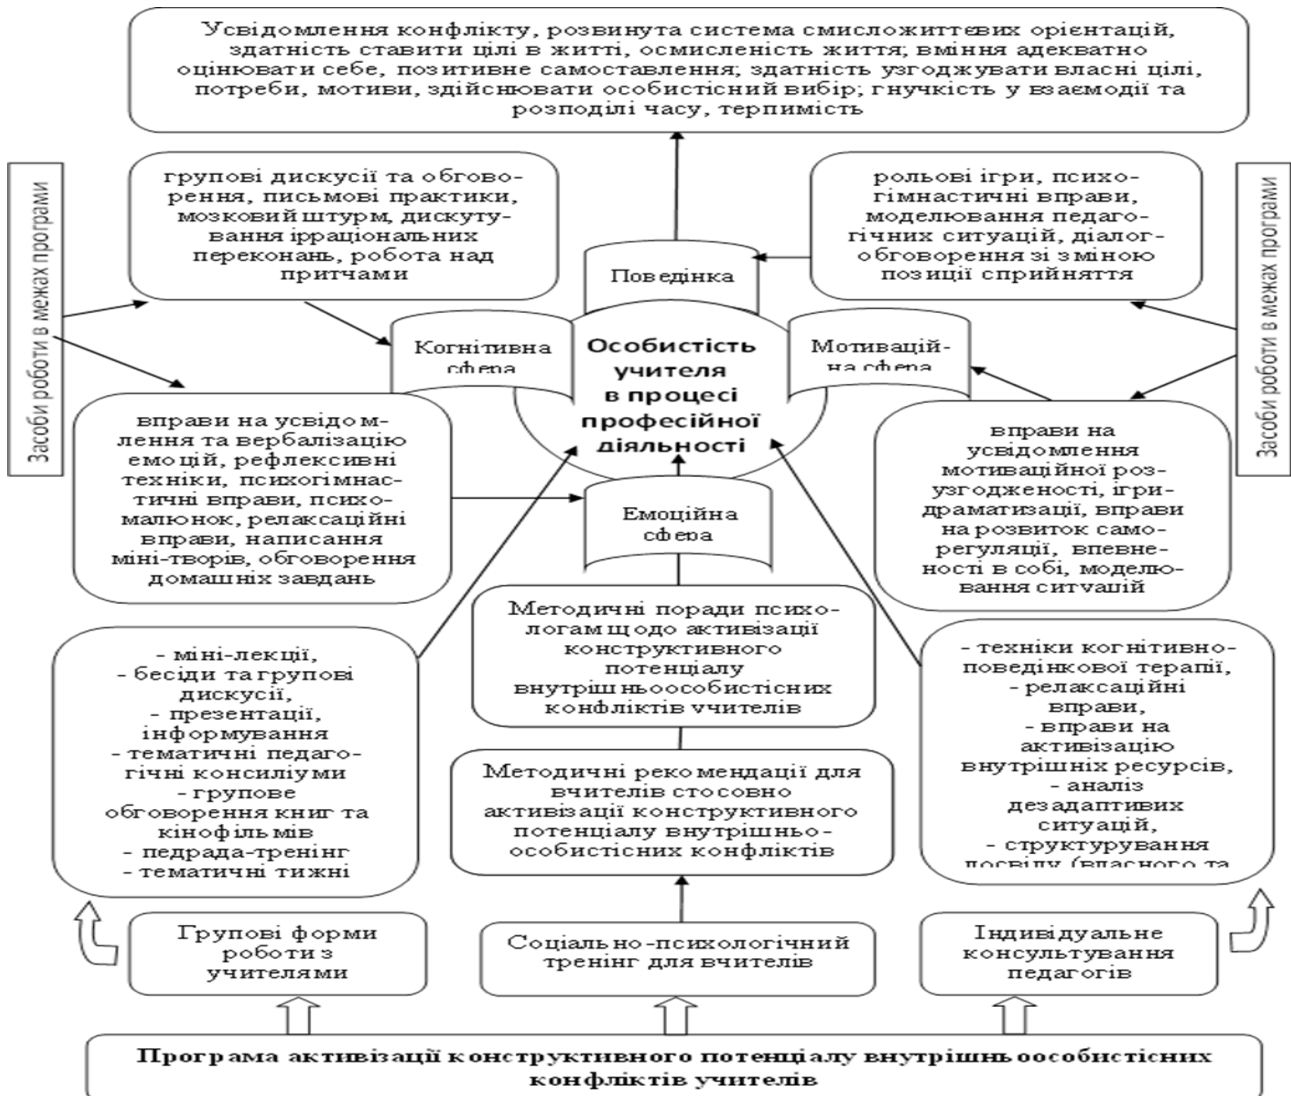 Усвідомлення конфлікту, розвинута система смисложиттєвих орієнтацій,
здатність ставити цілі в житті, осмисленість життя; вміння адекватно
оцінювати себе, позитивне самоставлення; здатність узгоджувати власні цілі,
потреби, мотиви, здійснювати особистісний вибір; гнучкість у взаємодії та
розподілі часу, терпимість
Засоби роботи в межах програми
групові дискусії та обгово-
рення, письмові практики,
мозковий штурм, дискуту-
вання ірраціональних
переконань, робота над
притчами
рольові ігри, психо-
гімнастичні вправи,
моделювання педаго-
гічних ситуацій, діалог-
обговорення зі зміною
позиції сприйняття
Засоби роботи в межах програми
Поведінка
Когнітивна
сфера
Особистість
учителя
в процесі
професійної
діяльності
Мотивацій-
на сфера
вправи на усвідом-
лення та вербалізацію
емоцій, рефлексивні
техніки, психогімнас-
тичні вправи, психо-
малюнок, релаксаційні
вправи, написання
міні-творів, обговорення
домашніх завдань
Емоційна
сфера
вправи на
усвідомлення
мотиваційної роз-
узгодженості, ігри-
драматизації, вправи
на розвиток само-
регуляції, впевне-
ності в собі, моделю-
вання ситуацій
Методичні поради психо-
логам щодо активізації
конструктивного
потенціалу
внутрішньоособистісних
конфліктів учителів
- міні-лекції,
- бесіди та групові
дискусії,
- презентації,
інформування
- тематичні педаго-
гічні консиліуми
- групове
обговорення книг та
кінофільмів
- педрада-тренінг
- тематичні тижні
Методичні рекомендації для
вчителів стосовно
активізації конструктивного
потенціалу внутрішньо-
особистісних конфліктів
- техніки когнітивно-
поведінкової терапії,
- релаксаційні
вправи,
- вправи на
активізацію
внутрішніх ресурсів,
- аналіз
дезадаптивих
ситуацій,
- структурування
досвіду (власного та
Групові форми
роботи з
учителями
Соціально-психологічний
тренінг для вчителів
Індивідуальне
консультування
педагогів
Програма активізації конструктивного потенціалу внутрішньоособистісних
конфліктів учителів